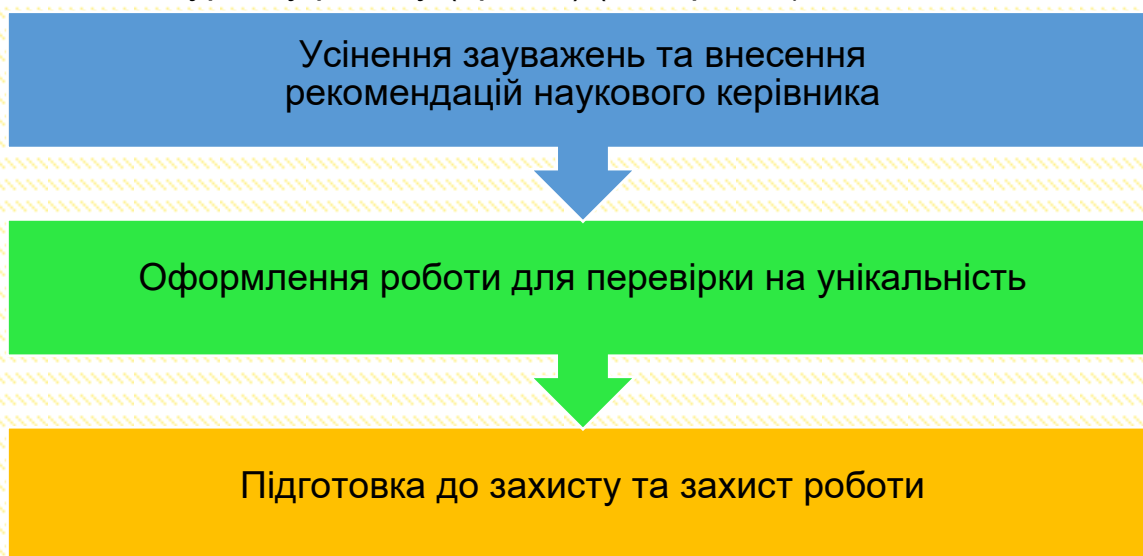 Усінення зауважень та внесення
рекомендацій наукового керівника
Оформлення роботи для перевірки на унікальність
Підготовка до захисту та захист роботи